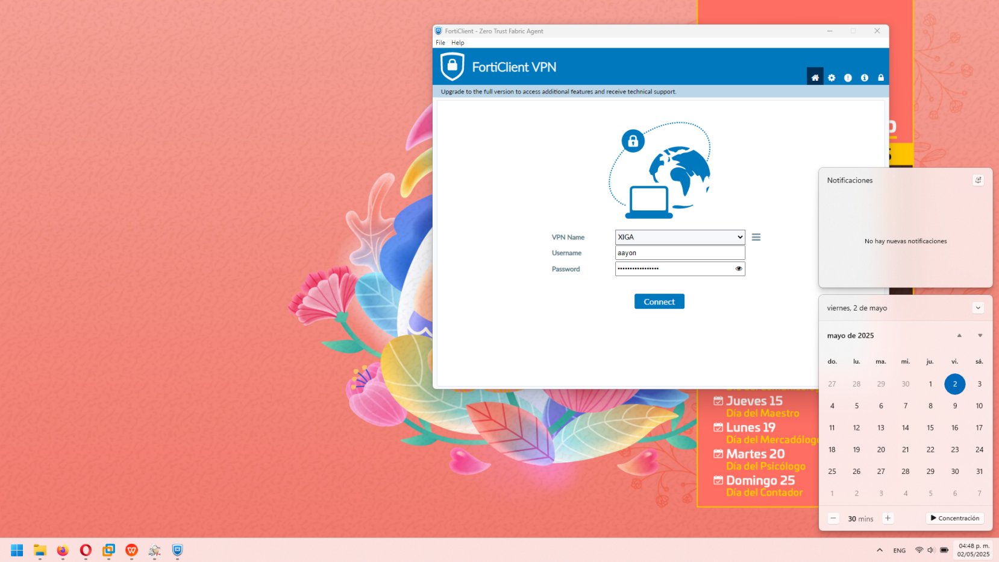 FortiClient - Zero Trust Fabric Agent
File Help
FortiClient VPN
Upgrade to the full version to access additional features and receive technical support.
VPN Name XIGA
Username aayon
Password •••••••••••••••••
Connect
Notificaciones
No hay nuevas notificaciones
viernes, 2 de mayo
mayo de 2025
do. lu. ma. mi. ju. vi. sá.
27 28 29 30 1 2 3
4 5 6 7 8 9 10
11 12 13 14 15 16 17
18 19 20 21 22 23 24
25 26 27 28 29 30 31
1 2 3 4 5 6 7
30 mins Concentración
Jueves 15
Día del Maestro
Lunes 19
Día del Mercadólogo
Martes 20
Día del Psicólogo
Domingo 25
Día del Contador
PDF24
ENG
04:48 p. m.
02/05/2025